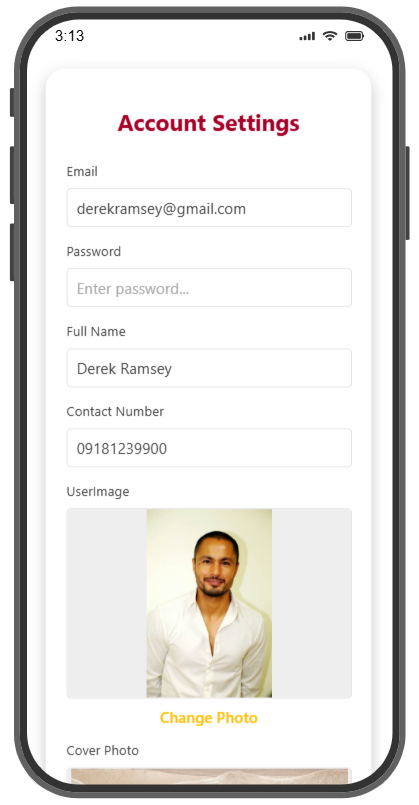 3:13
Account Settings
Email
derekramsey@gmail.com
Password
Enter password...
Full Name
Derek Ramsey
Contact Number
09181239900
UserImage
Change Photo
Cover Photo